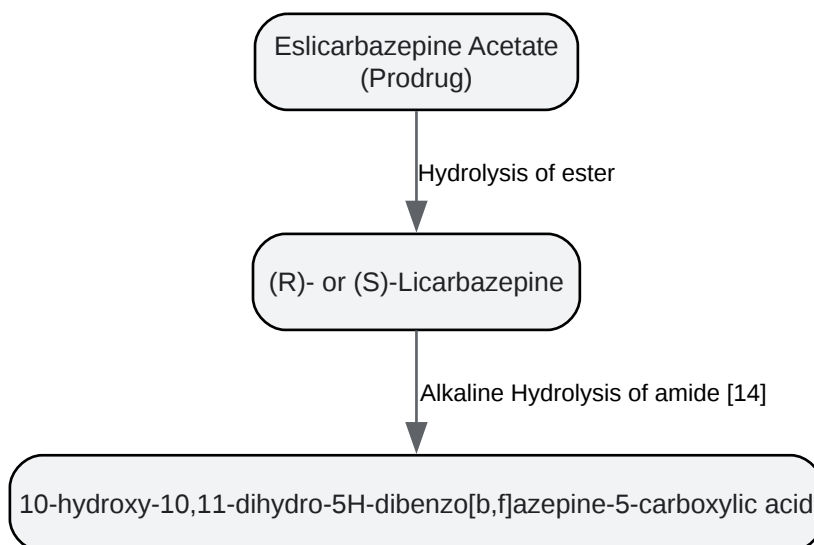 Eslicarbazepine Acetate
(Prodrug)
Hydrolysis of ester
(R)- or (S)-Licarbazepine
Alkaline Hydrolysis of amide [14]
10-hydroxy-10,11-dihydro-5H-dibenzo[b,f]azepine-5-carboxylic acid